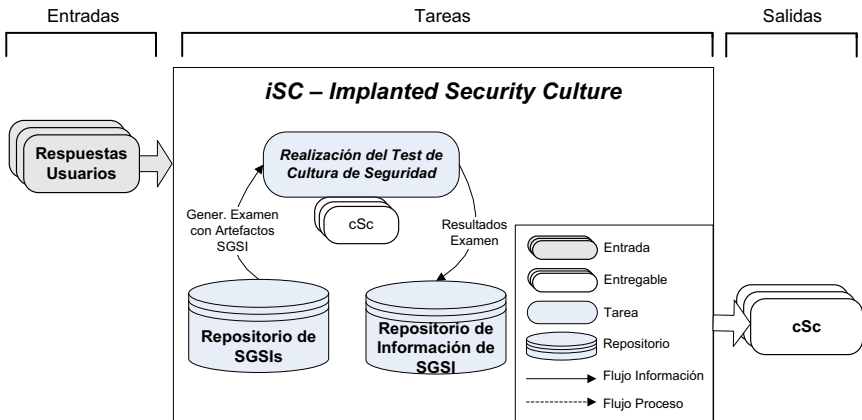 Entradas
Tareas
Salidas
iSC – Implanted Security Culture
Respuestas
Usuarios
Realización del Test de
Cultura de Seguridad
cSc
Gener. Examen
con Artefactos
SGSI
Resultados
Examen
Repositorio de
SGSIs
Repositorio de
Información de
SGSI
Entrada
Entregable
Tarea
Repositorio
Flujo Información
Flujo Proceso
cSc